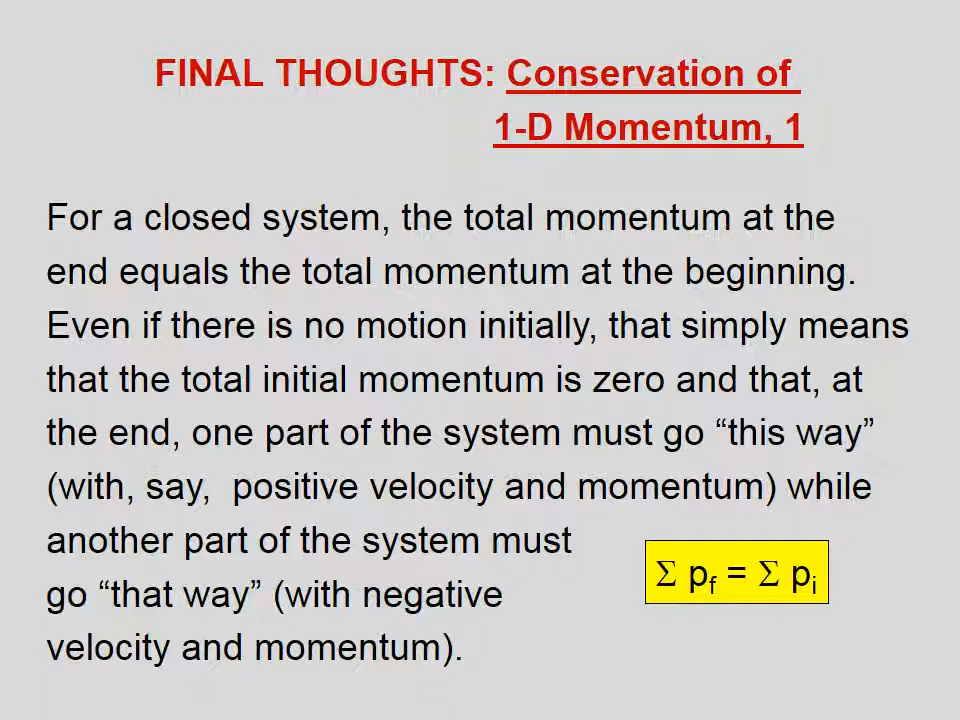 FINAL THOUGHTS: Conservation of
1-D Momentum, 1
For a closed system, the total momentum at the
end equals the total momentum at the beginning.
Even if there is no motion initially, that simply means
that the total initial momentum is zero and that, at
the end, one part of the system must go “this way”
(with, say,  positive velocity and momentum) while
another part of the system must
go “that way” (with negative
velocity and momentum).
Σ pf = Σ pi